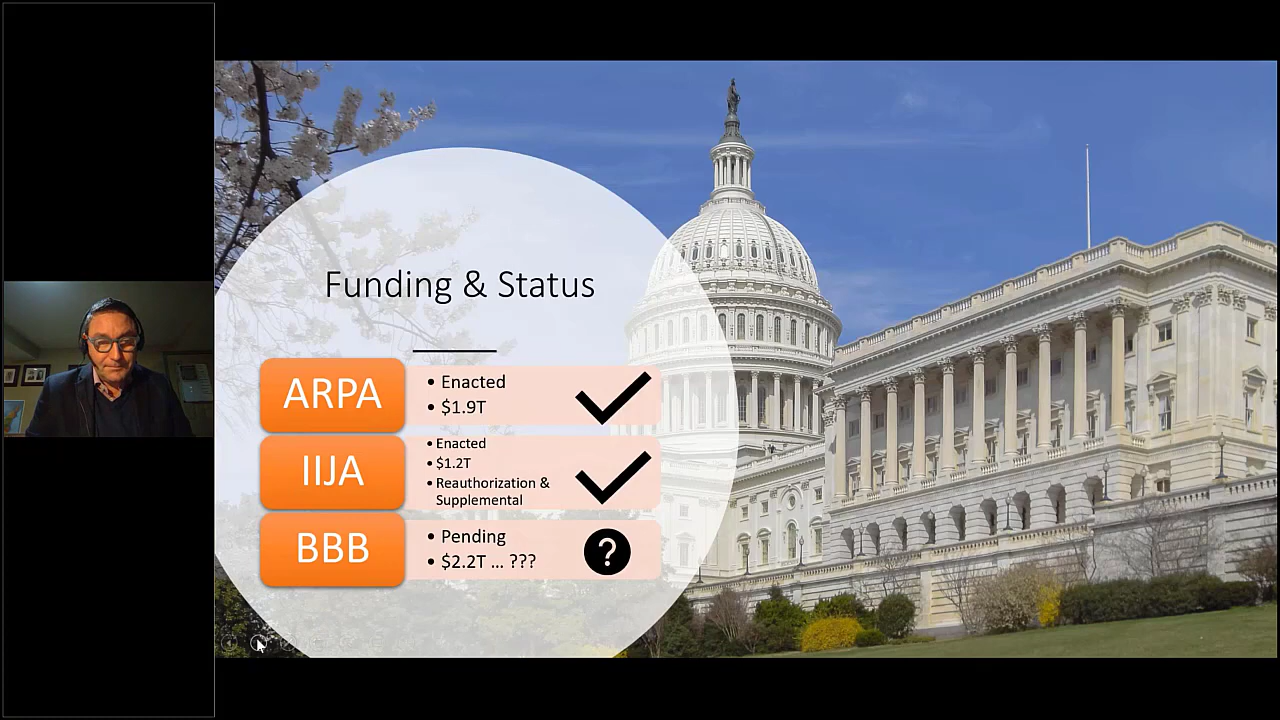 Funding & Status
ARPA
• Enacted
• $1.9T
IIJA
• Enacted
• $1.2T
• Reauthorization &
Supplemental
BBB
• Pending
• $2.2T ... ???
?